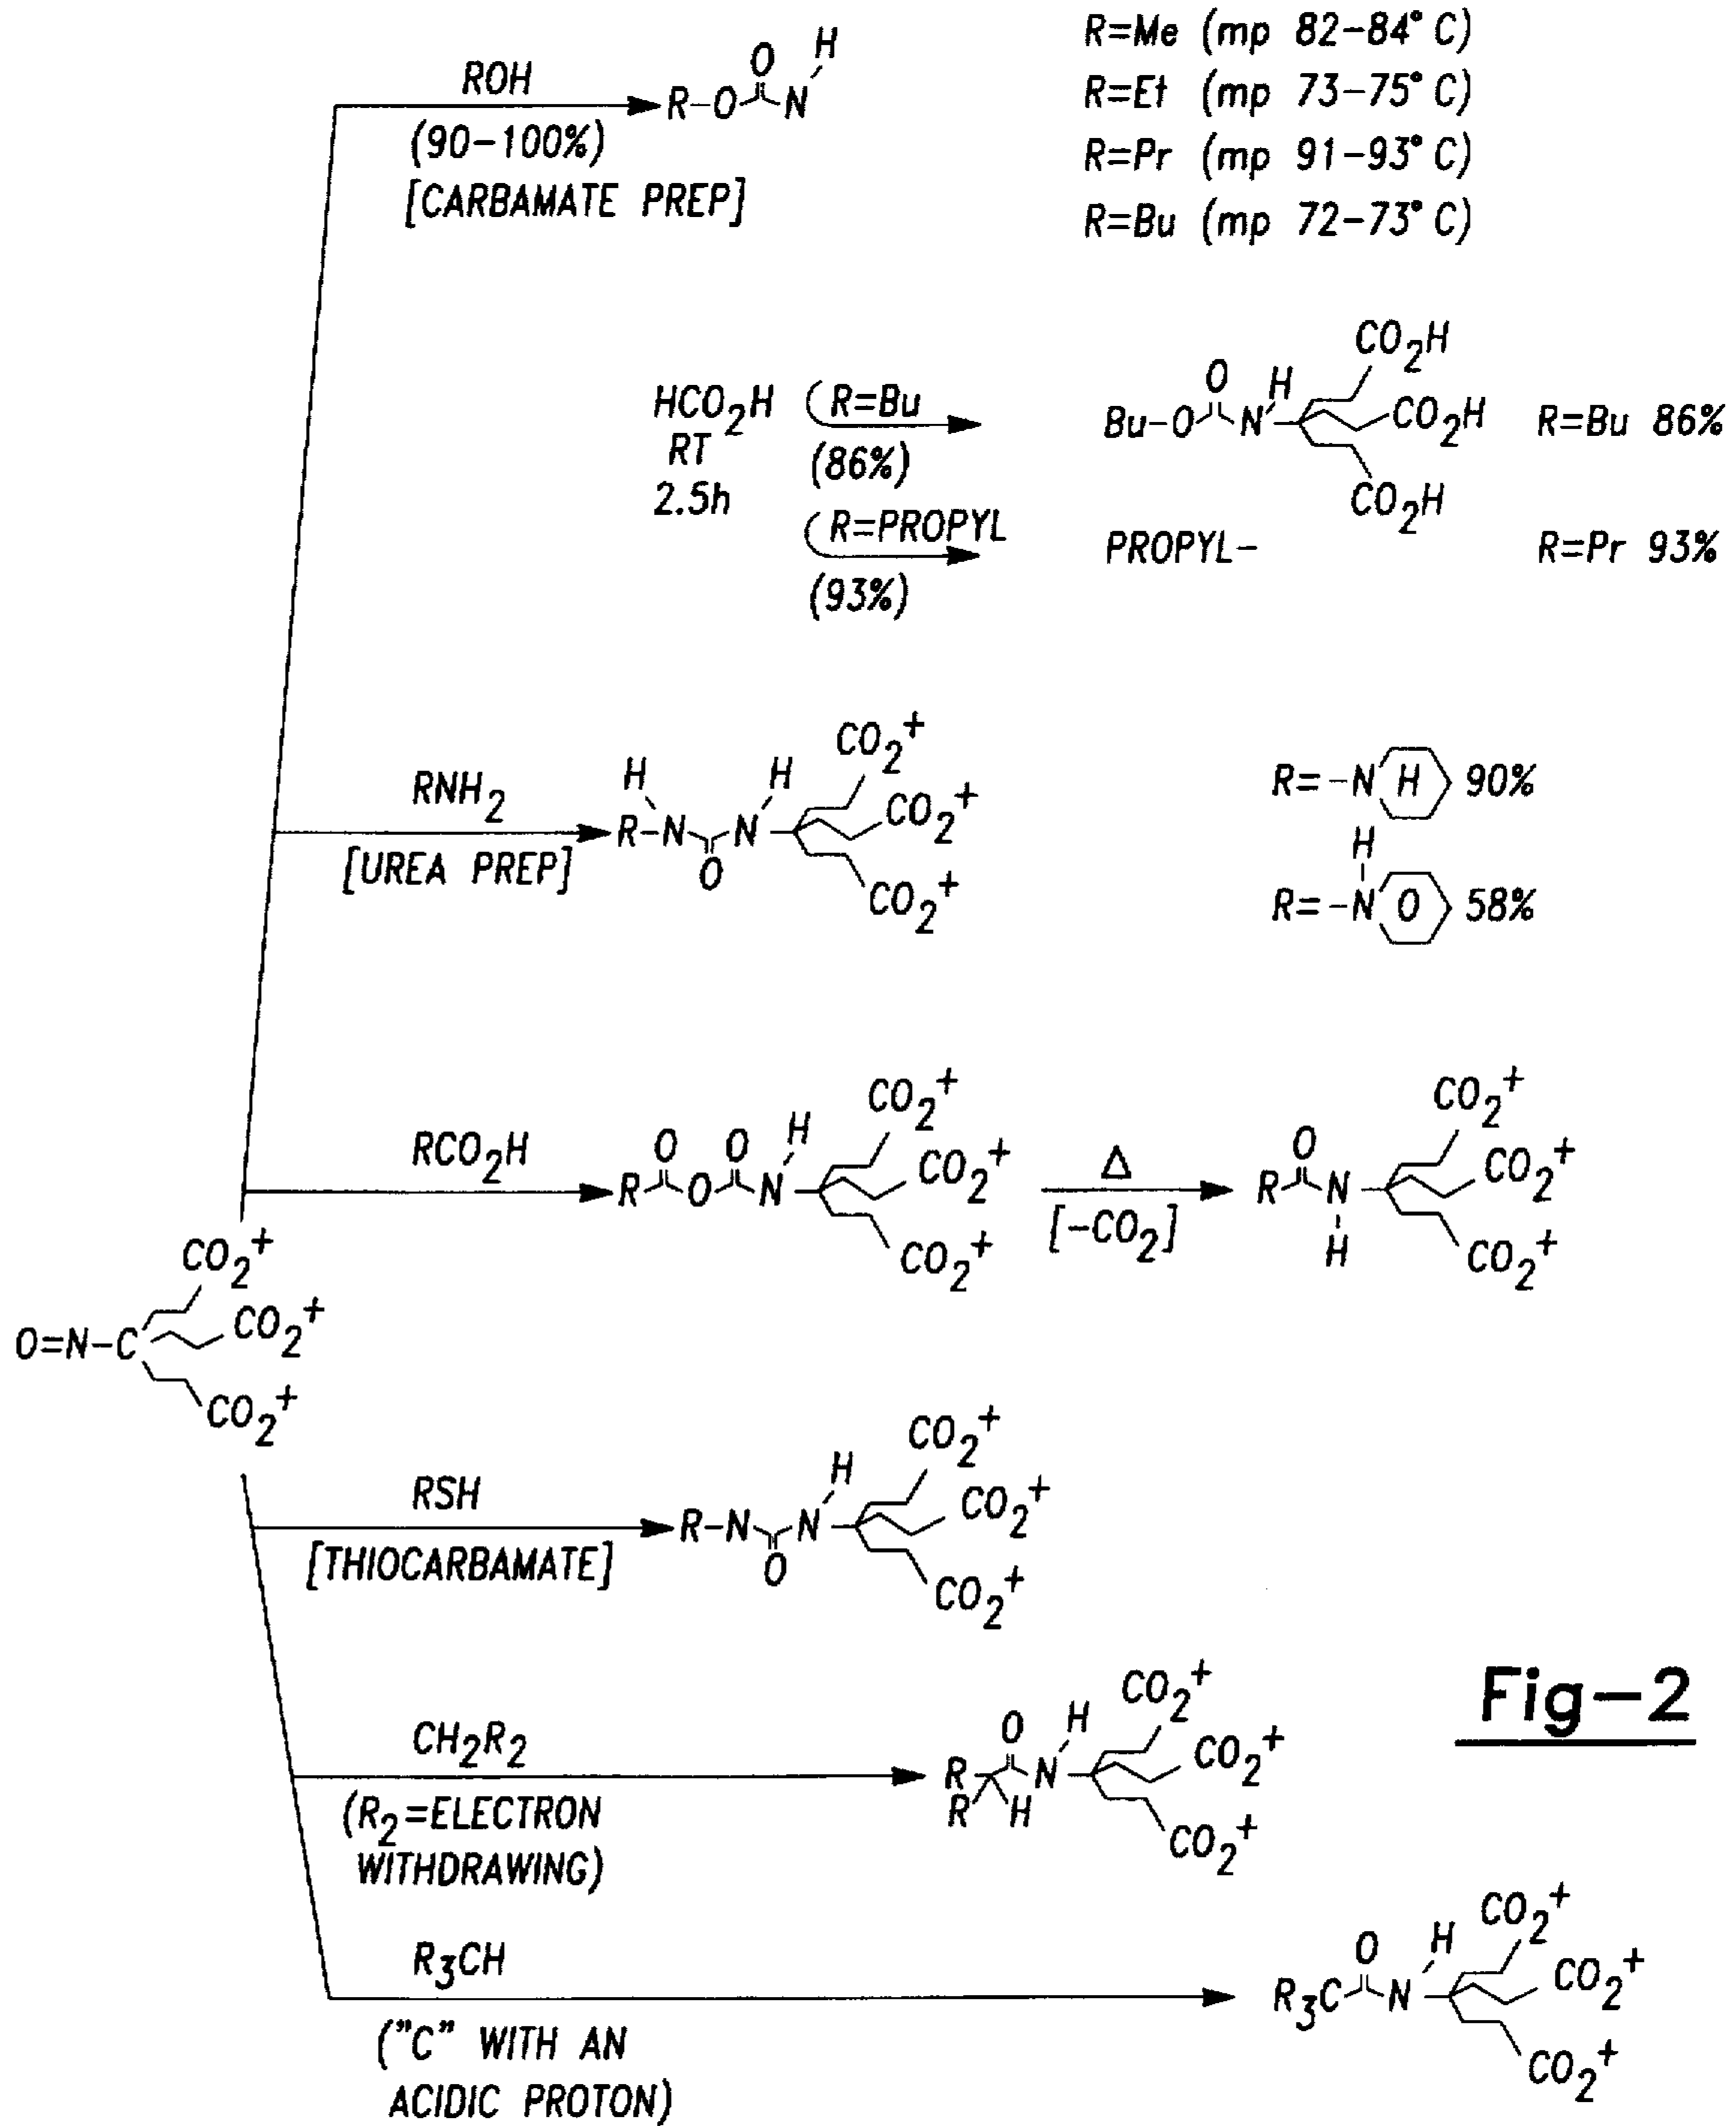 R=Me (mp 82-84° C)
R=Et (mp 73-75° C)
R=Pr (mp 91-93° C)
R=Bu (mp 72-73° C)
ROH
(90-100%)
[CARBAMATE PREP]
R-O
O
N
H
HCO2H
RT
2.5h
R=Bu
(86%)
R=PROPYL
(93%)
Bu-O
O
N
H
CO2H
CO2H
CO2H
R=Bu 86%
PROPYL-
R=Pr 93%
RNH2
[UREA PREP]
H
R-N
O
N
H
CO2+
CO2+
CO2+
R= -N H 90%
H
R= -N O 58%
RCO2H
R
O
O
O
N
H
CO2+
CO2+
CO2+
Δ
[-CO2]
R
O
N
H
CO2+
CO2+
CO2+
O=N-C
CO2+
CO2+
CO2+
RSH
[THIOCARBAMATE]
R-N
O
N
H
CO2+
CO2+
CO2+
CH2R2
(R2=ELECTRON
WITHDRAWING)
R
R
H
O
N
H
CO2+
CO2+
CO2+
Fig-2
R3CH
("C" WITH AN
ACIDIC PROTON)
R3C
O
N
H
CO2+
CO2+
CO2+